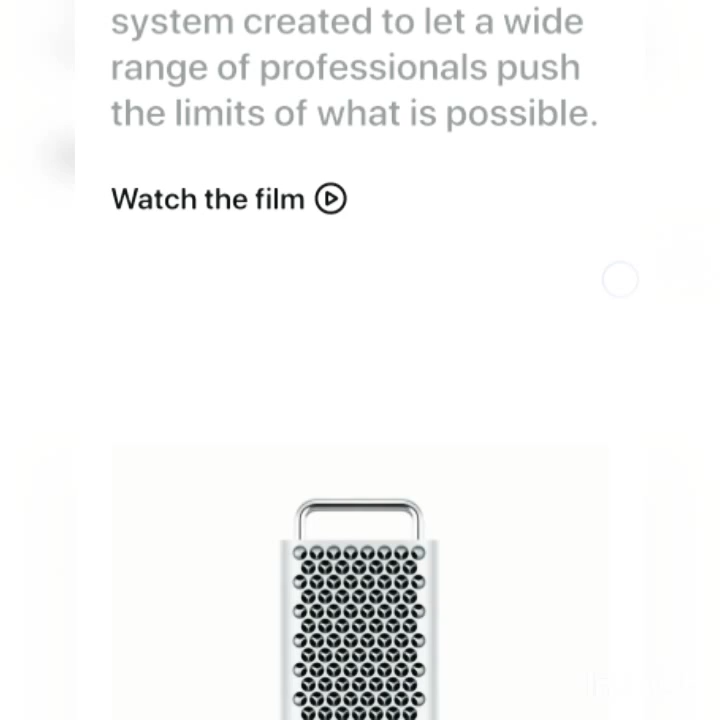 system created to let a wide
range of professionals push
the limits of what is possible.
Watch the film